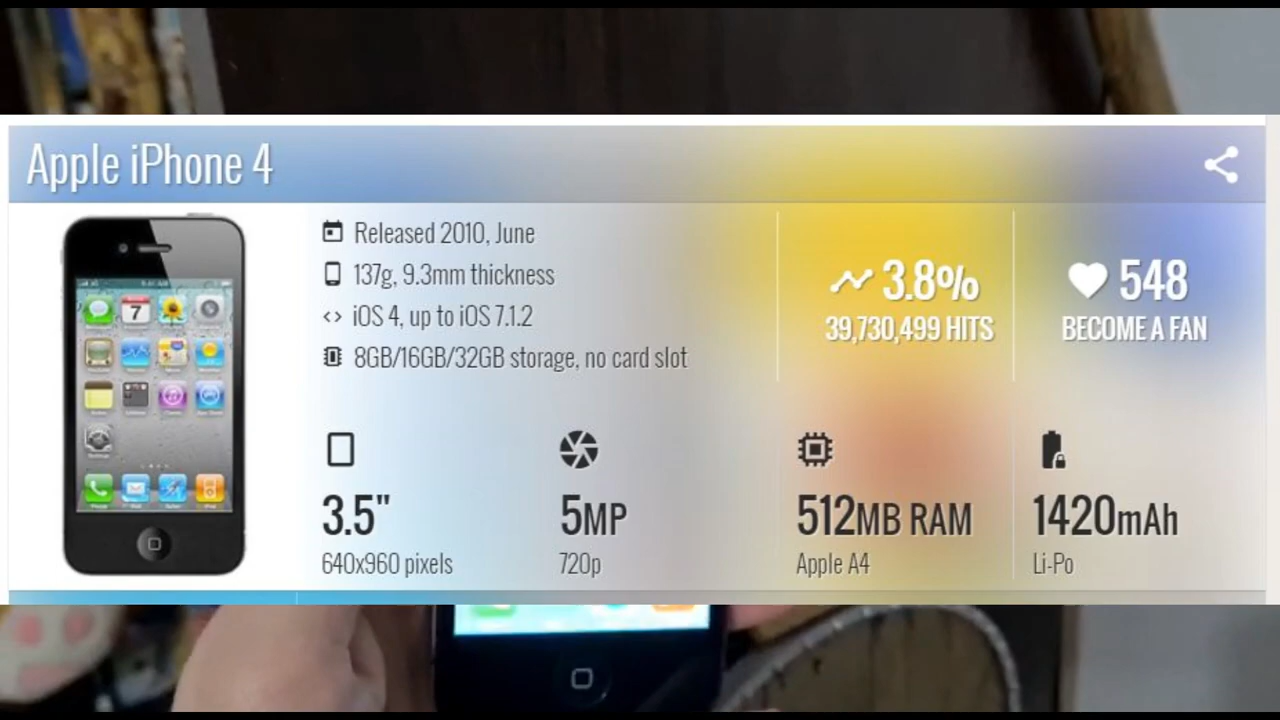 Apple iPhone 4
Released 2010, June
137g, 9.3mm thickness
iOS 4, up to iOS 7.1.2
8GB/16GB/32GB storage, no card slot
3.8%
39,730,499 HITS
548
BECOME A FAN
3.5"
640x960 pixels
5MP
720p
512MB RAM
Apple A4
1420mAh
Li-Po
7